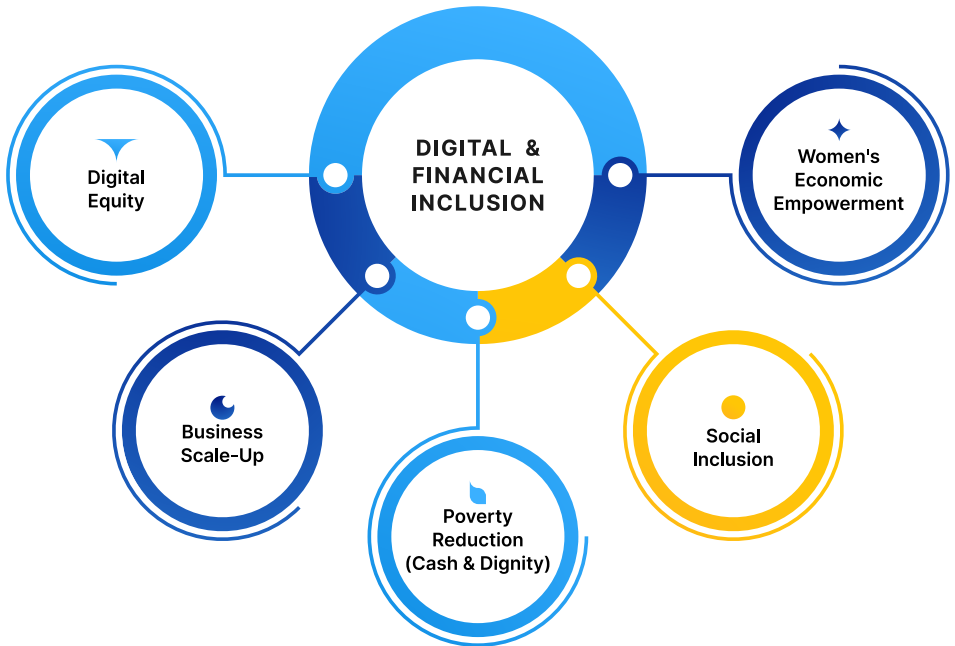 DIGITAL & 
FINANCIAL
INCLUSION
Digital
Equity
Women's
Economic
Empowerment
Business
Scale-Up
Social
Inclusion
Poverty
Reduction
(Cash & Dignity)